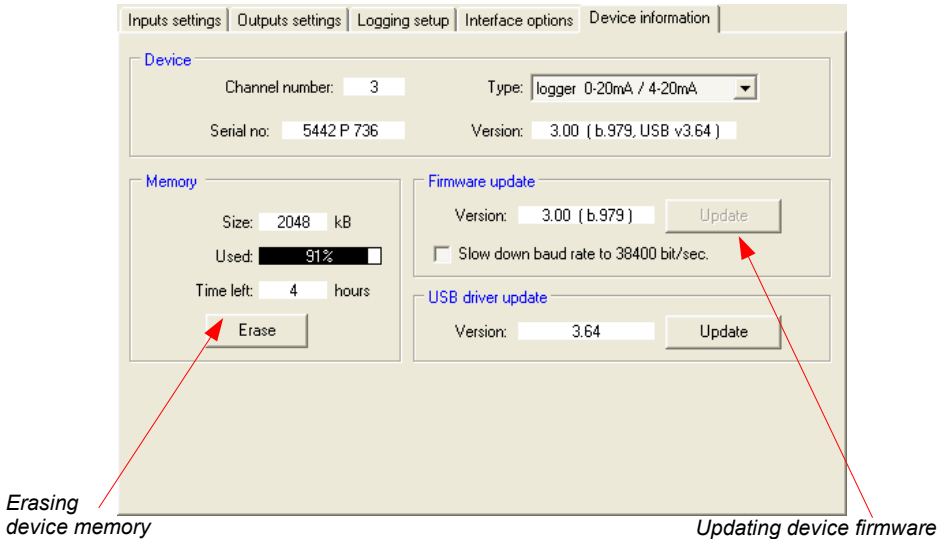 Inputs settings Outputs settings Logging setup Interface options Device information
Device
Channel number: 3 Type: logger 0-20mA / 4-20mA
Serial no: 5442 P 736 Version: 3.00 ( b.979, USB v3.64 )
Memory
Size: 2048 kB
Used: 91%
Time left: 4 hours
Erase
Firmware update
Version: 3.00 ( b.979 ) Update
Slow down baud rate to 38400 bit/sec.
USB driver update
Version: 3.64 Update
Erasing
device memory
Updating device firmware